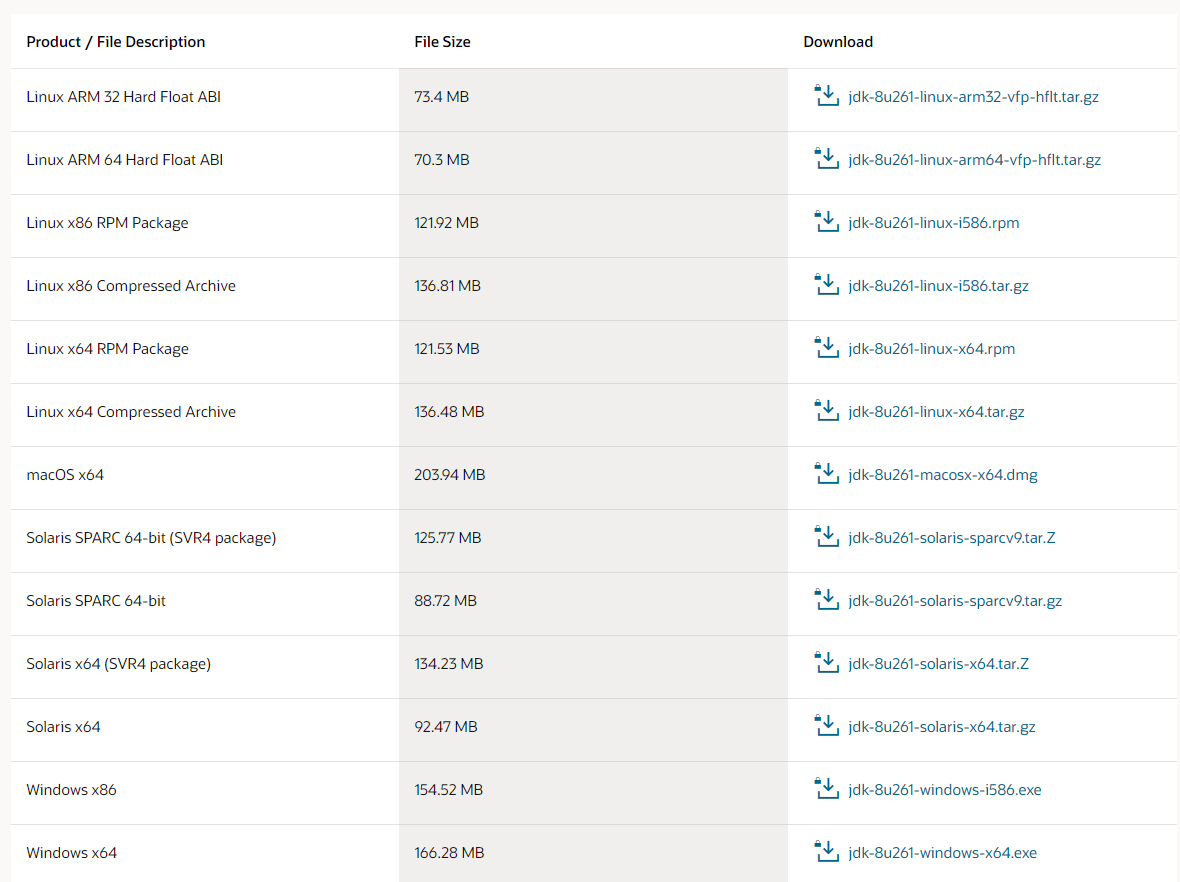 Product / File Description File Size Download
Linux ARM 32 Hard Float ABI 73.4 MB jdk-8u261-linux-arm32-vfp-hflt.tar.gz
Linux ARM 64 Hard Float ABI 70.3 MB jdk-8u261-linux-arm64-vfp-hflt.tar.gz
Linux x86 RPM Package 121.92 MB jdk-8u261-linux-i586.rpm
Linux x86 Compressed Archive 136.81 MB jdk-8u261-linux-i586.tar.gz
Linux x64 RPM Package 121.53 MB jdk-8u261-linux-x64.rpm
Linux x64 Compressed Archive 136.48 MB jdk-8u261-linux-x64.tar.gz
macOS x64 203.94 MB jdk-8u261-macosx-x64.dmg
Solaris SPARC 64-bit (SVR4 package) 125.77 MB jdk-8u261-solaris-sparcv9.tar.Z
Solaris SPARC 64-bit 88.72 MB jdk-8u261-solaris-sparcv9.tar.gz
Solaris x64 (SVR4 package) 134.23 MB jdk-8u261-solaris-x64.tar.Z
Solaris x64 92.47 MB jdk-8u261-solaris-x64.tar.gz
Windows x86 154.52 MB jdk-8u261-windows-i586.exe
Windows x64 166.28 MB jdk-8u261-windows-x64.exe